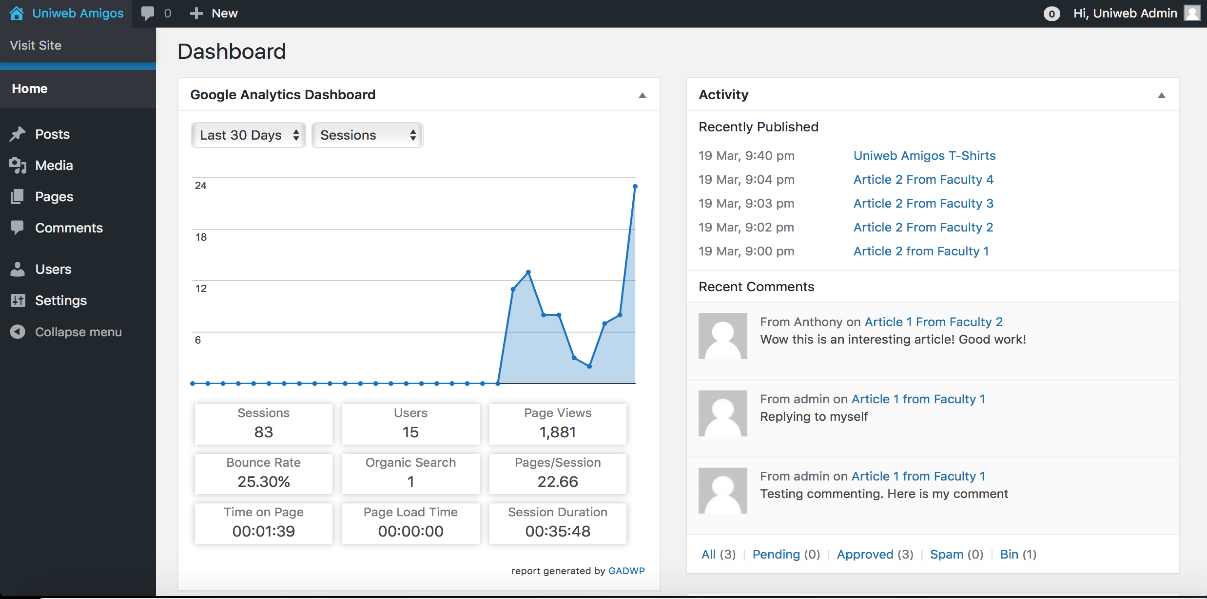 Uniweb Amigos 0 New 0 Hi, Uniweb Admin
Visit Site
Home
Posts
Media
Pages
Comments
Users
Settings
Collapse menu
Dashboard
Google Analytics Dashboard
Last 30 Days Sessions
24
18
12
6
Sessions Users Page Views
83 15 1,881
Bounce Rate Organic Search Pages/Session
25.30% 1 22.66
Time on Page Page Load Time Session Duration
00:01:39 00:00:00 00:35:48
report generated by GADWP
Activity
Recently Published
19 Mar, 9:40 pm Uniweb Amigos T-Shirts
19 Mar, 9:04 pm Article 2 From Faculty 4
19 Mar, 9:03 pm Article 2 From Faculty 3
19 Mar, 9:02 pm Article 2 From Faculty 2
19 Mar, 9:00 pm Article 2 from Faculty 1
Recent Comments
From Anthony on Article 1 From Faculty 2
Wow this is an interesting article! Good work!
From admin on Article 1 from Faculty 1
Replying to myself
From admin on Article 1 from Faculty 1
Testing commenting. Here is my comment
All (3) | Pending (0) | Approved (3) | Spam (0) | Bin (1)